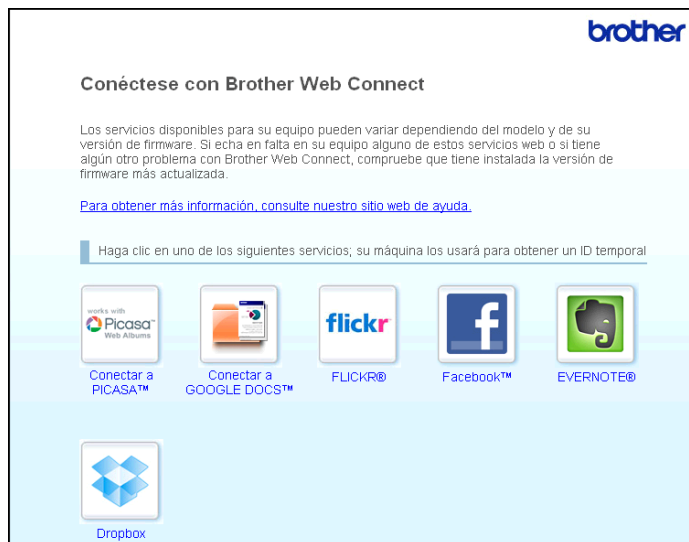 brother
Conéctese con Brother Web Connect
Los servicios disponibles para su equipo pueden variar dependiendo del modelo y de su
versión de firmware. Si echa en falta en su equipo alguno de estos servicios web o si tiene
algún otro problema con Brother Web Connect, compruebe que tiene instalada la versión de
firmware más actualizada.
Para obtener más información, consulte nuestro sitio web de ayuda.
Haga clic en uno de los siguientes servicios; su máquina los usará para obtener un ID temporal
works with
Picasa™
Web Albums
flickr
f
Conectar a
PICASA™
Conectar a
GOOGLE DOCS™
FLICKR®
Facebook™
EVERNOTE®
Dropbox